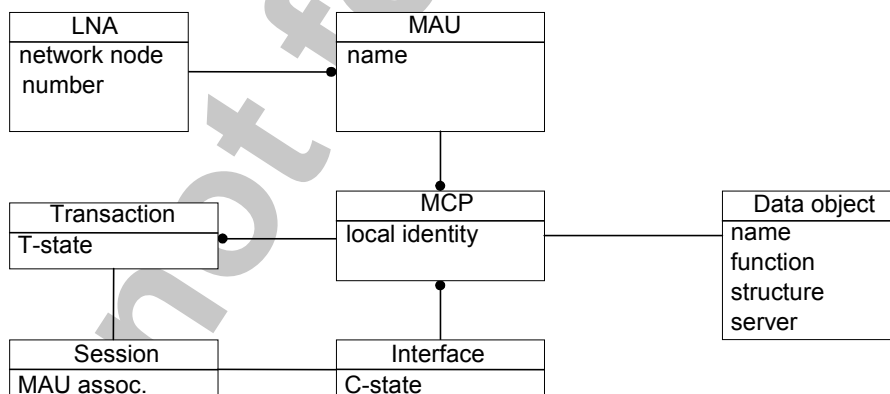 LNA
network node
number
MAU
name
Transaction
T-state
MCP
local identity
Data object
name
function
structure
server
Session
MAU assoc.
Interface
C-state
not